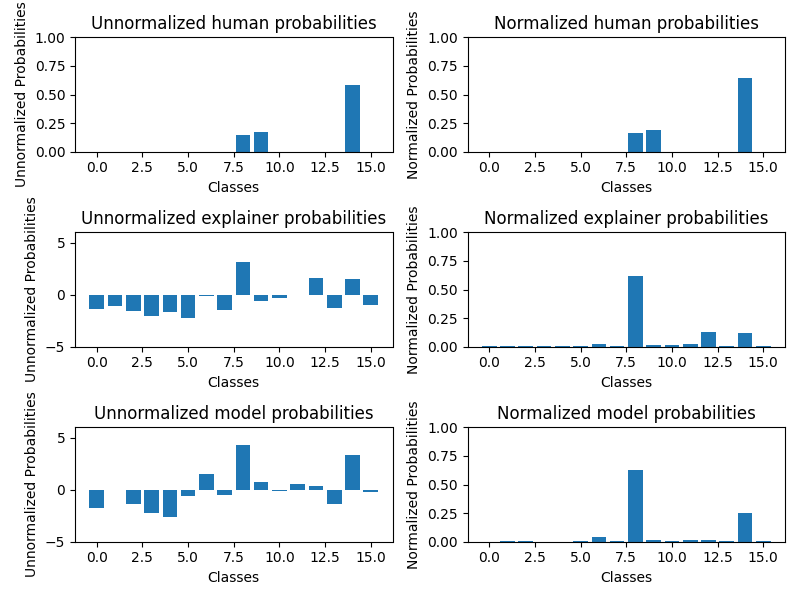 Unnormalized human probabilities
Unnormalized Probabilities
1.00
0.75
0.50
0.25
0.00
0.0 2.5 5.0 7.5 10.0 12.5 15.0
Classes
Normalized human probabilities
Normalized Probabilities
1.00
0.75
0.50
0.25
0.00
0.0 2.5 5.0 7.5 10.0 12.5 15.0
Classes
Unnormalized explainer probabilities
Unnormalized Probabilities
5
0
−5
0.0 2.5 5.0 7.5 10.0 12.5 15.0
Classes
Normalized explainer probabilities
Normalized Probabilities
1.00
0.75
0.50
0.25
0.00
0.0 2.5 5.0 7.5 10.0 12.5 15.0
Classes
Unnormalized model probabilities
Unnormalized Probabilities
5
0
−5
0.0 2.5 5.0 7.5 10.0 12.5 15.0
Classes
Normalized model probabilities
Normalized Probabilities
1.00
0.75
0.50
0.25
0.00
0.0 2.5 5.0 7.5 10.0 12.5 15.0
Classes